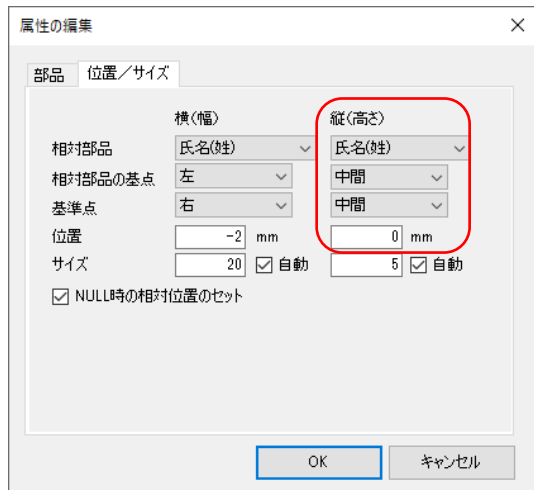 属性の編集
部品 位置／サイズ
横(幅) 縦(高さ)
相対部品 氏名(姓) 氏名(姓)
相対部品の基点 左 中間
基準点 右 中間
位置 -2 mm 0 mm
サイズ 20 自動 5 自動
NULL時の相対位置のセット
OK キャンセル